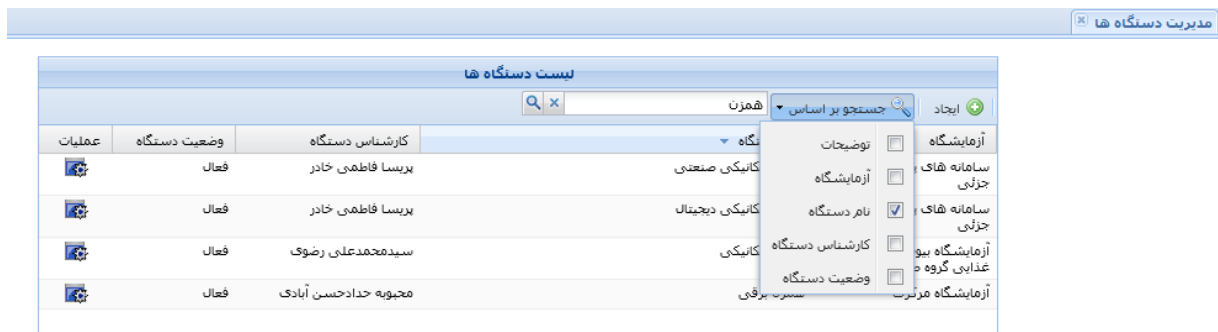 مدیریت دستگاه ها
لیست دستگاه ها
ایجاد جستجو بر اساس همزن
آزمایشگاه کارشناس دستگاه وضعیت دستگاه عملیات
توضیحات
آزمایشگاه
نام دستگاه
کارشناس دستگاه
وضعیت دستگاه
سامانه های کانیکی صنعتی پریسا فاطمی خادر فعال
جزئی
سامانه های کانیکی دیجیتال پریسا فاطمی خادر فعال
جزئی
آزمایشگاه بیو کانیکی سیدمحمدعلی رضوی فعال
غذایی گروه
آزمایشگاه برقی محبوبه حدادحسن آبادی فعال